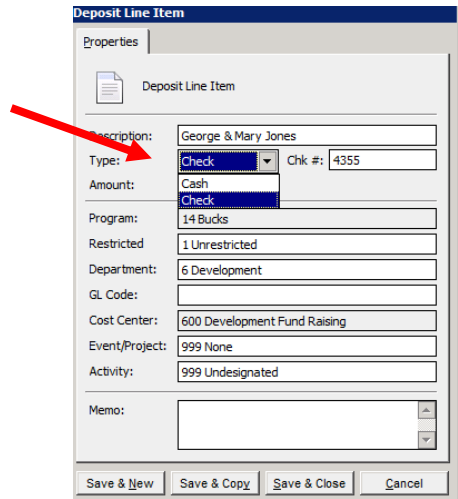 Deposit Line Item
Properties
Deposit Line Item
Description: George & Mary Jones
Type: Check Chk #: 4355
Cash
Amount:
Check
Program: 14 Bucks
Restricted 1 Unrestricted
Department: 6 Development
GL Code:
Cost Center: 600 Development Fund Raising
Event/Project: 999 None
Activity: 999 Undesignated
Memo:
Save & New Save & Copy Save & Close Cancel